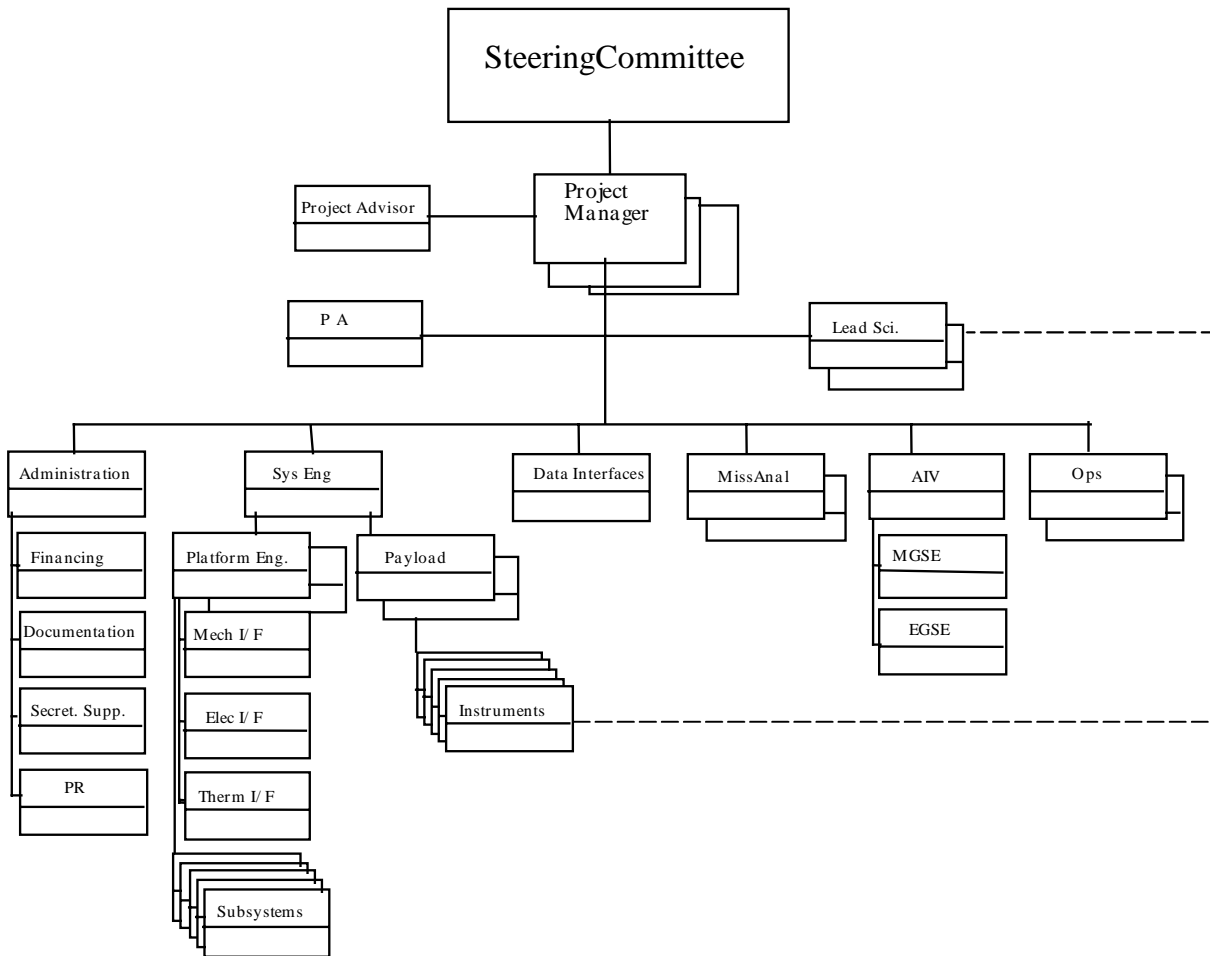 SteeringCommittee
Project
Manager
Project Advisor
P A
Lead Sci.
Administration
Sys Eng
Data Interfaces
MissAnal
AIV
Ops
Financing
Platform Eng.
Payload
MGSE
Documentation
Mech I/F
EGSE
Secret. Supp.
Elec I/F
Instruments
PR
Therm I/F
Subsystems